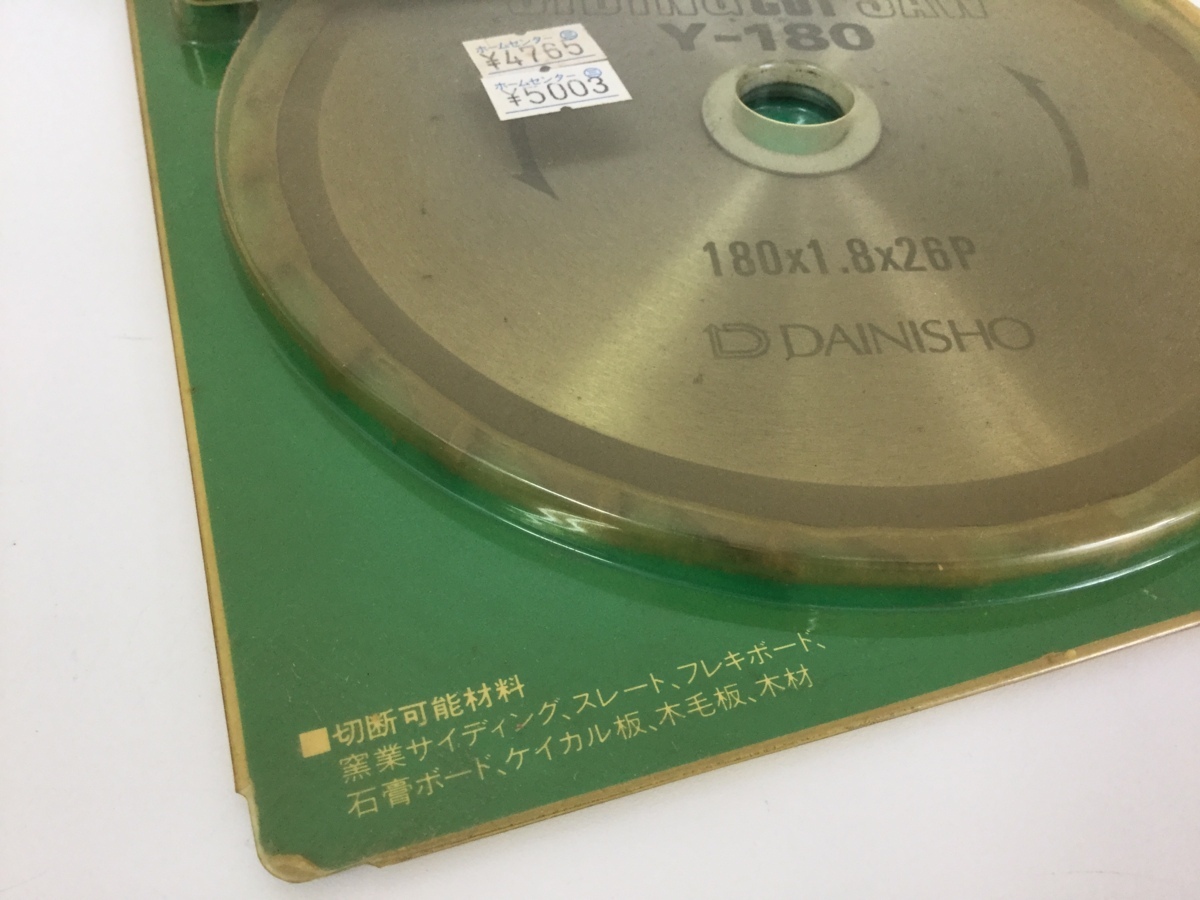 SIDING CUT SAW
Y-180
ホームセンター
¥4765
ホームセンター
¥5003
180x1.8x26P
DAINISHO
■切断可能材料
窯業サイディング、スレート、フレキボード、
石膏ボード、ケイカル板、木毛板、木材